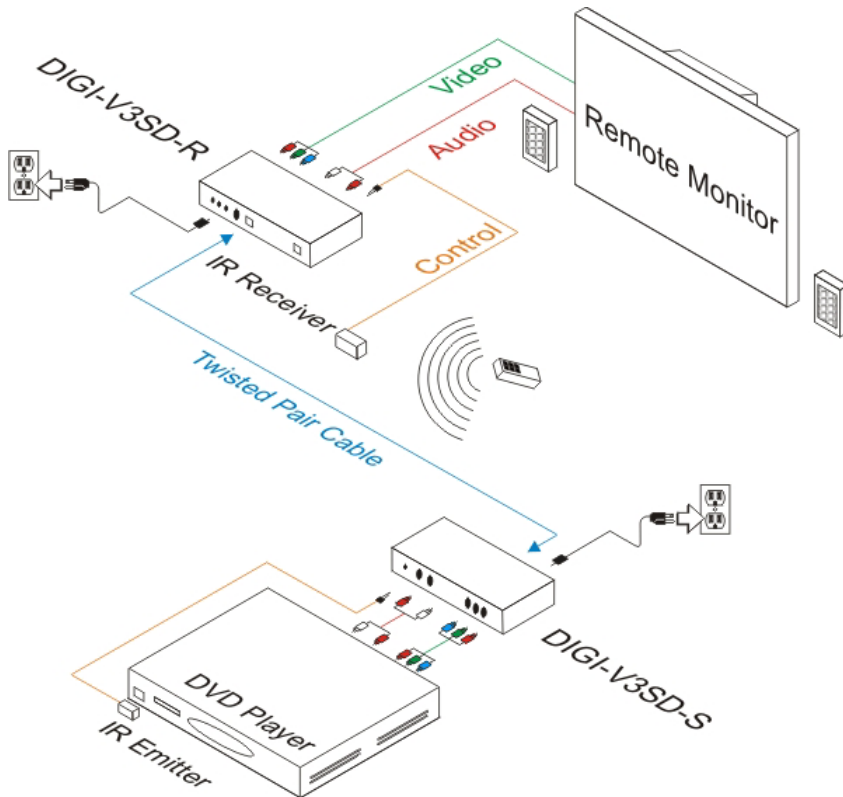 DIGI-V3SD-R
Video
Audio
Remote Monitor
Control
IR Receiver
Twisted Pair Cable
DIGI-V3SD-S
DVD Player
IR Emitter